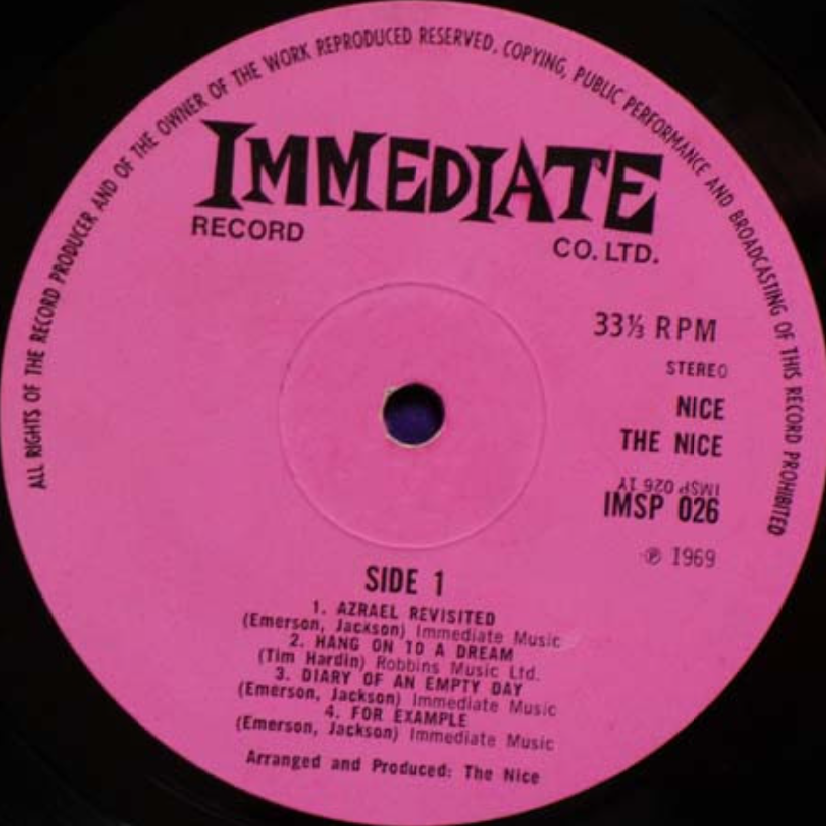 ALL RIGHTS OF THE RECORD PRODUCER AND OF THE OWNER OF THE WORK REPRODUCED RESERVED. COPYING, PUBLIC PERFORMANCE AND BROADCASTING OF THIS RECORD PROHIBITED
IMMEDIATE
RECORD CO. LTD.
33⅓ RPM
STEREO
NICE
THE NICE
IMSP 026 1Y
IMSP 026
℗ 1969
SIDE 1
1. AZRAEL REVISITED
(Emerson, Jackson) Immediate Music
2. HANG ON TO A DREAM
(Tim Hardin) Robbins Music Ltd.
3. DIARY OF AN EMPTY DAY
(Emerson, Jackson) Immediate Music
4. FOR EXAMPLE
(Emerson, Jackson) Immediate Music
Arranged and Produced: The Nice